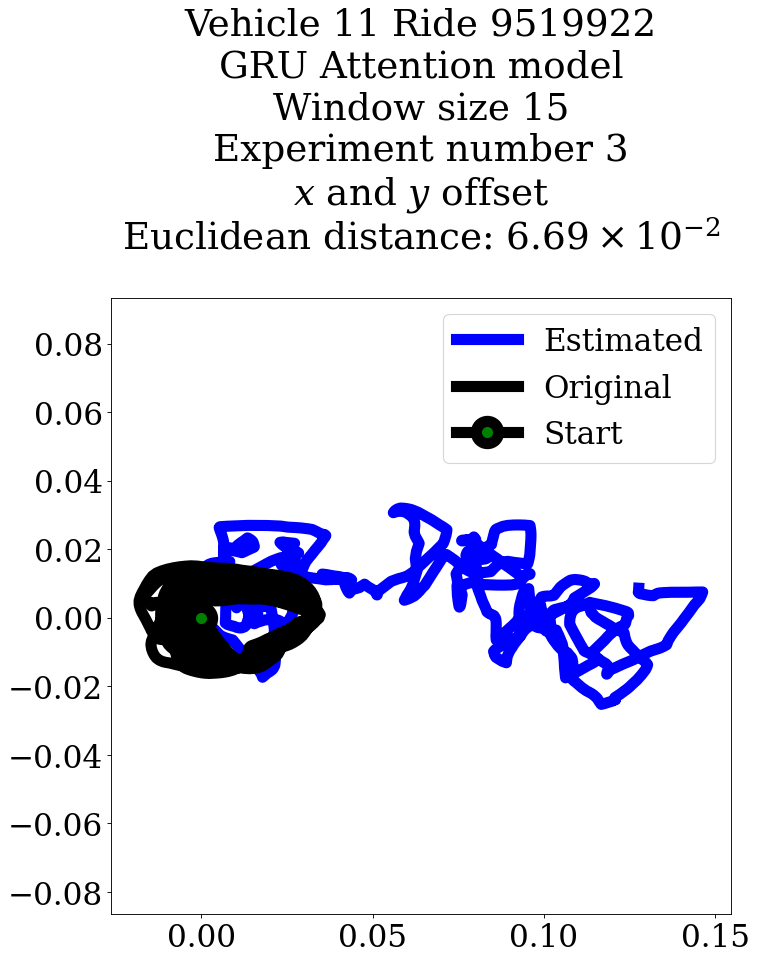 Vehicle 11 Ride 9519922
GRU Attention model
Window size 15
Experiment number 3
x and y offset
Euclidean distance: 6.69 × 10⁻²
Estimated
Original
Start
0.08
0.06
0.04
0.02
0.00
−0.02
−0.04
−0.06
−0.08
0.00 0.05 0.10 0.15